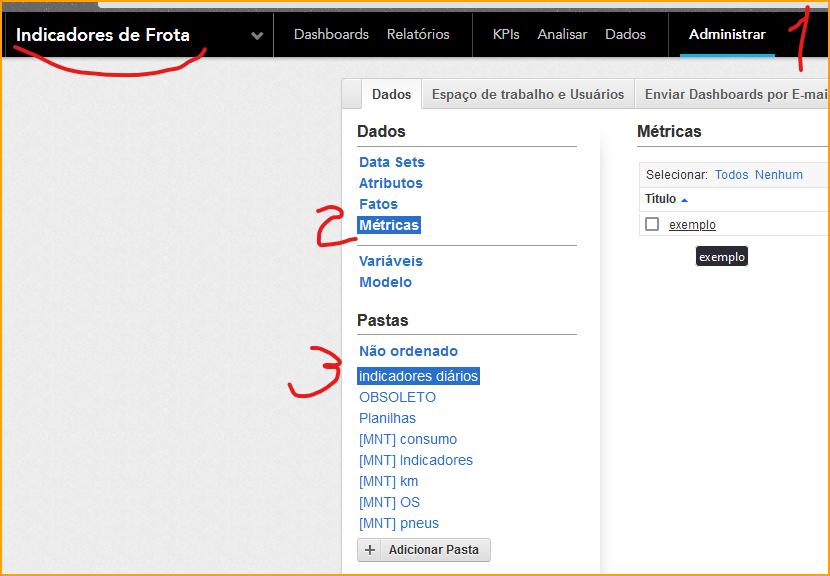 Indicadores de Frota
Dashboards Relatórios KPIs Analisar Dados Administrar
1
Dados Espaço de trabalho e Usuários Enviar Dashboards por E-mai
Dados
Data Sets
Atributos
Fatos
2 Métricas
Variáveis
Modelo
Pastas
Não ordenado
3 indicadores diários
OBSOLETO
Planilhas
[MNT] consumo
[MNT] Indicadores
[MNT] km
[MNT] OS
[MNT] pneus
+ Adicionar Pasta
Métricas
Selecionar: Todos Nenhum
Título
exemplo
exemplo